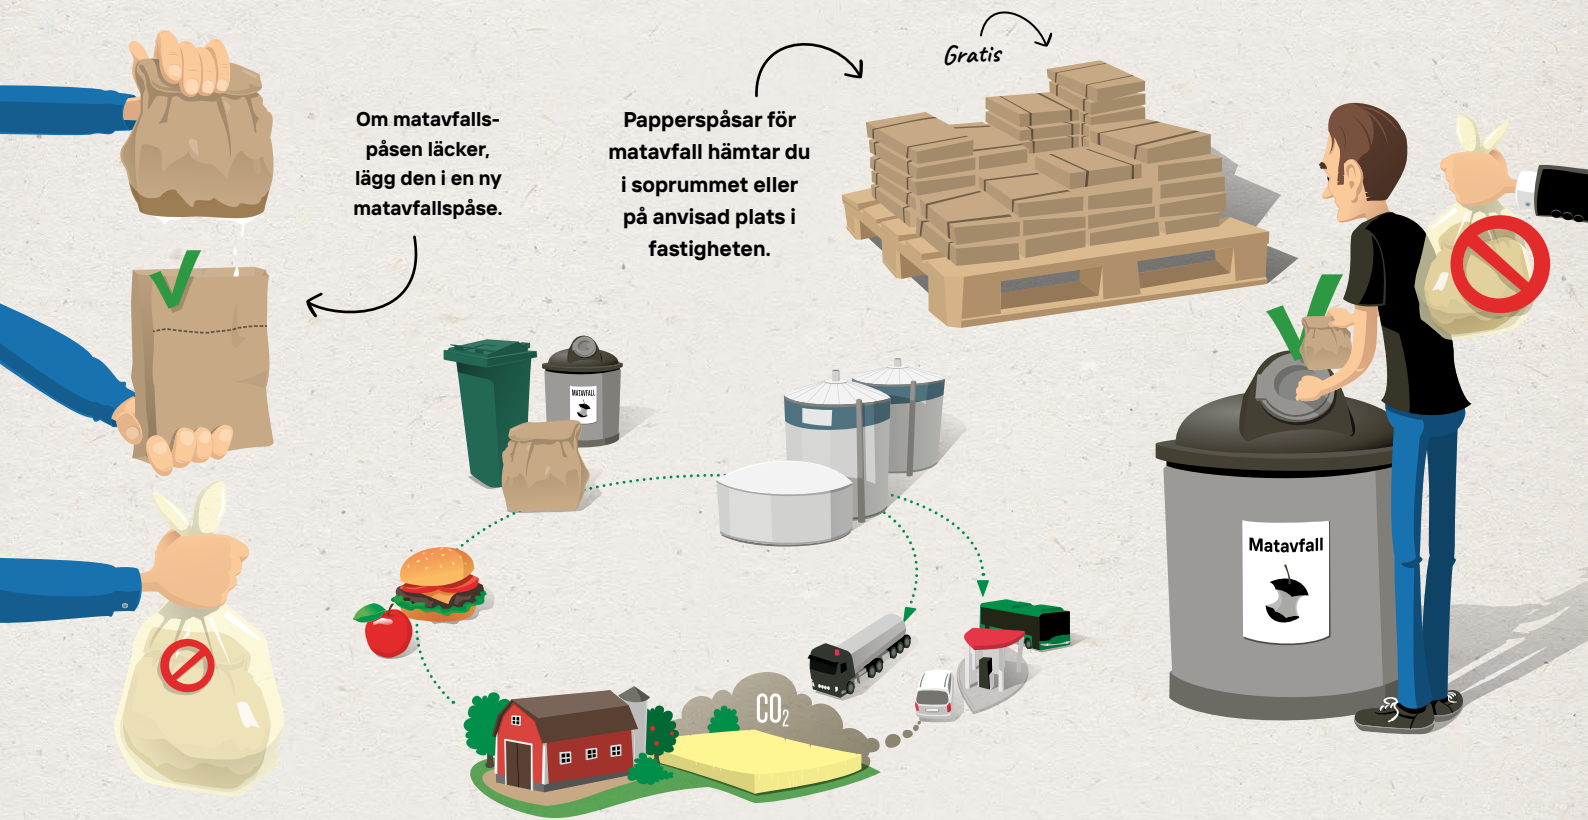 Om matavfalls-
påsen läcker,
lägg den i en ny
matavfallspåse.
Papperspåsar för
matavfall hämtar du
i soprummet eller
på anvisad plats i
fastigheten.
Gratis
MATAVFALL
Matavfall
CO₂